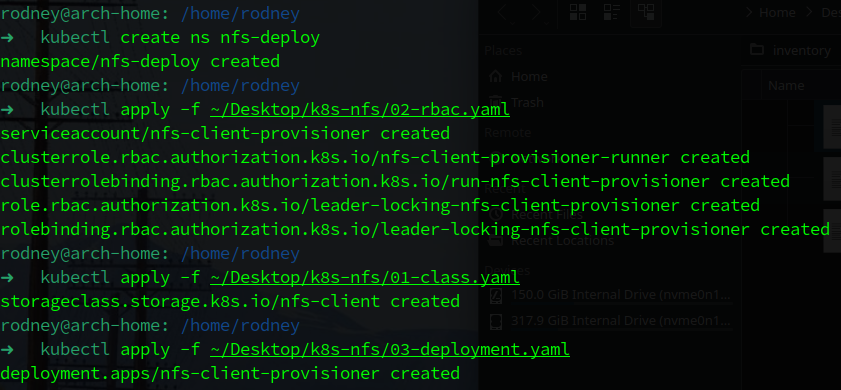 rodney@arch-home: /home/rodney
➜ kubectl create ns nfs-deploy
namespace/nfs-deploy created
rodney@arch-home: /home/rodney
➜ kubectl apply -f ~/Desktop/k8s-nfs/02-rbac.yaml
serviceaccount/nfs-client-provisioner created
clusterrole.rbac.authorization.k8s.io/nfs-client-provisioner-runner created
clusterrolebinding.rbac.authorization.k8s.io/run-nfs-client-provisioner created
role.rbac.authorization.k8s.io/leader-locking-nfs-client-provisioner created
rolebinding.rbac.authorization.k8s.io/leader-locking-nfs-client-provisioner created
rodney@arch-home: /home/rodney
➜ kubectl apply -f ~/Desktop/k8s-nfs/01-class.yaml
storageclass.storage.k8s.io/nfs-client created
rodney@arch-home: /home/rodney
➜ kubectl apply -f ~/Desktop/k8s-nfs/03-deployment.yaml
deployment.apps/nfs-client-provisioner created
Home
Places
inventory
Home
Name
Trash
Remote
Recent Locations
150.0 GiB Internal Drive (nvme0n1...
317.9 GiB Internal Drive (nvme0n1...